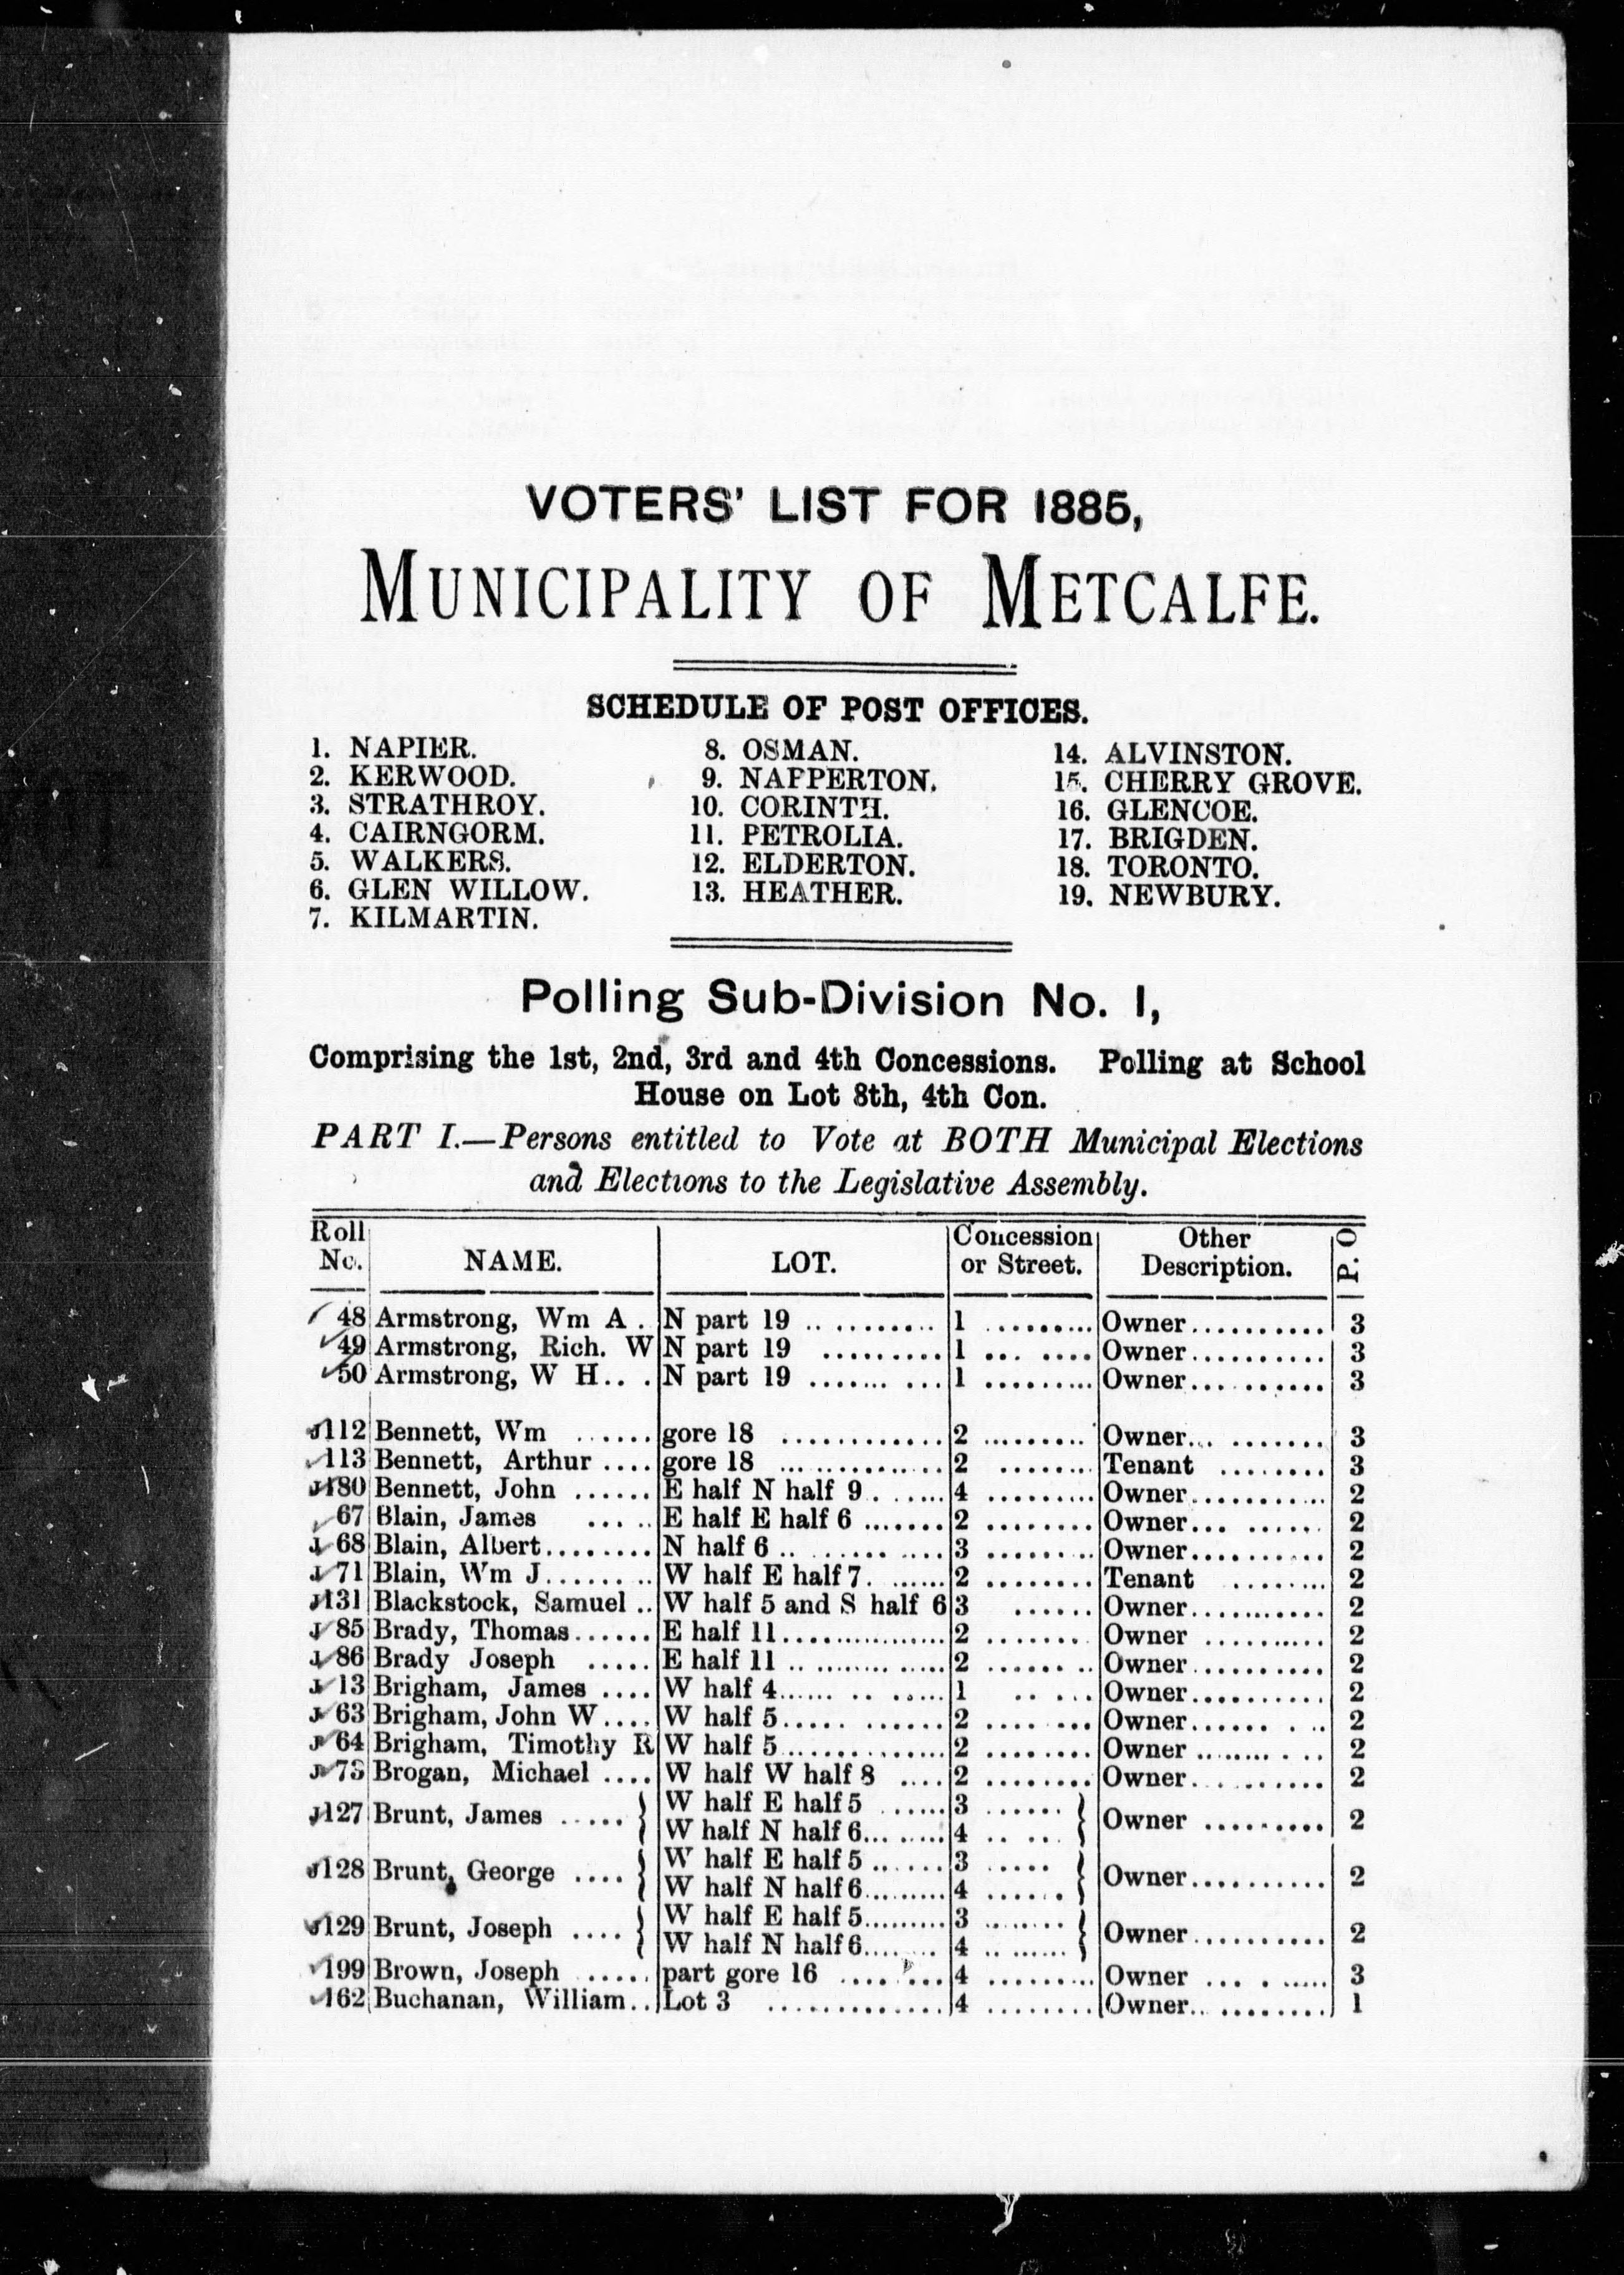 VOTERS' LIST FOR 1885,
MUNICIPALITY OF METCALFE.
SCHEDULE OF POST OFFICES.
1. NAPIER.
2. KERWOOD.
3. STRATHROY.
4. CAIRNGORM.
5. WALKERS.
6. GLEN WILLOW.
7. KILMARTIN.
8. OSMAN.
9. NAPPERTON.
10. CORINTH.
11. PETROLIA.
12. ELDERTON.
13. HEATHER.
14. ALVINSTON.
15. CHERRY GROVE.
16. GLENCOE.
17. BRIGDEN.
18. TORONTO.
19. NEWBURY.
Polling Sub-Division No. I,
Comprising the 1st, 2nd, 3rd and 4th Concessions. Polling at School
House on Lot 8th, 4th Con.
PART I.—Persons entitled to Vote at BOTH Municipal Elections
and Elections to the Legislative Assembly.
Roll No. NAME. LOT. Concession or Street. Other Description. P. O
48 Armstrong, Wm A. N part 19 1 Owner 3
49 Armstrong, Rich. W N part 19 1 Owner 3
50 Armstrong, W H N part 19 1 Owner 3
112 Bennett, Wm gore 18 2 Owner 3
113 Bennett, Arthur gore 18 2 Tenant 3
180 Bennett, John E half N half 9 4 Owner 2
67 Blain, James E half E half 6 2 Owner 2
68 Blain, Albert N half 6 3 Owner 2
71 Blain, Wm J W half E half 7 2 Tenant 2
131 Blackstock, Samuel W half 5 and S half 6 3 Owner 2
85 Brady, Thomas E half 11 2 Owner 2
86 Brady Joseph E half 11 2 Owner 2
13 Brigham, James W half 4 1 Owner 2
63 Brigham, John W W half 5 2 Owner 2
64 Brigham, Timothy R W half 5 2 Owner 2
73 Brogan, Michael W half W half 8 2 Owner 2
127 Brunt, James W half E half 5 3 Owner 2
W half N half 6 4
128 Brunt, George W half E half 5 3 Owner 2
W half N half 6 4
129 Brunt, Joseph W half E half 5 3 Owner 2
W half N half 6 4
199 Brown, Joseph part gore 16 4 Owner 3
162 Buchanan, William Lot 3 4 Owner 1